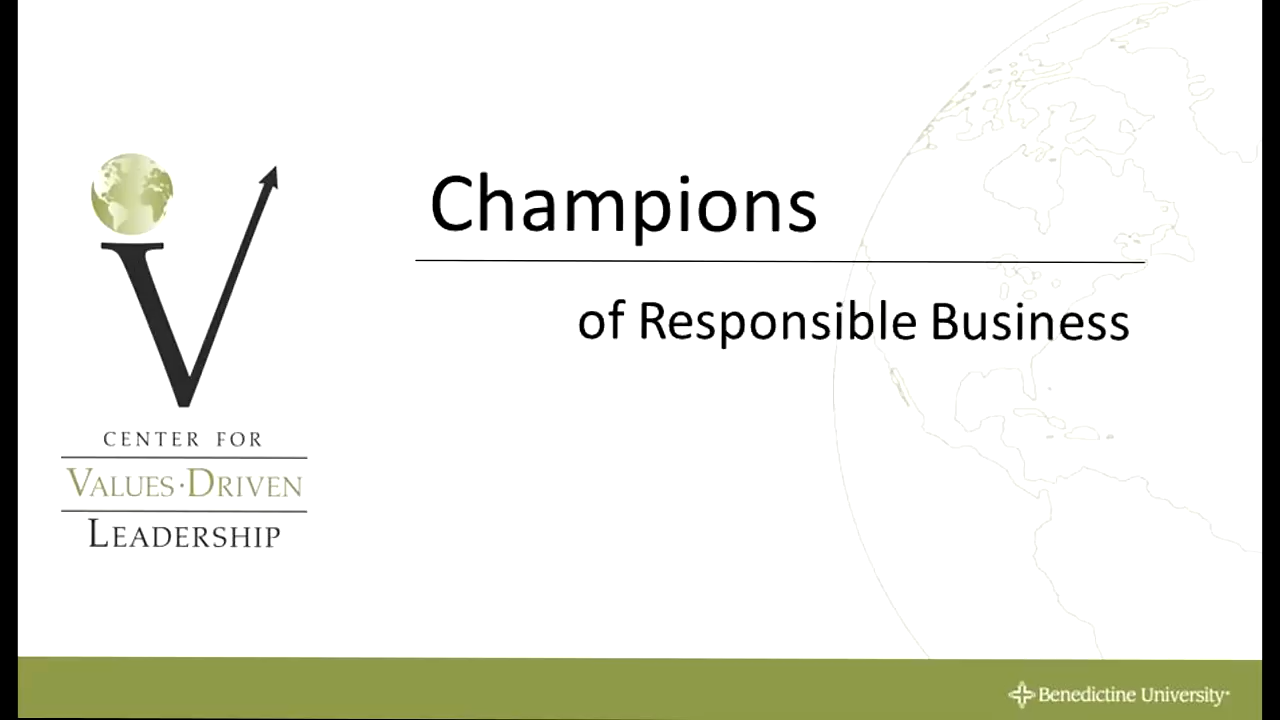 Champions
of Responsible Business
V
CENTER FOR
VALUES·DRIVEN
LEADERSHIP
Benedictine University